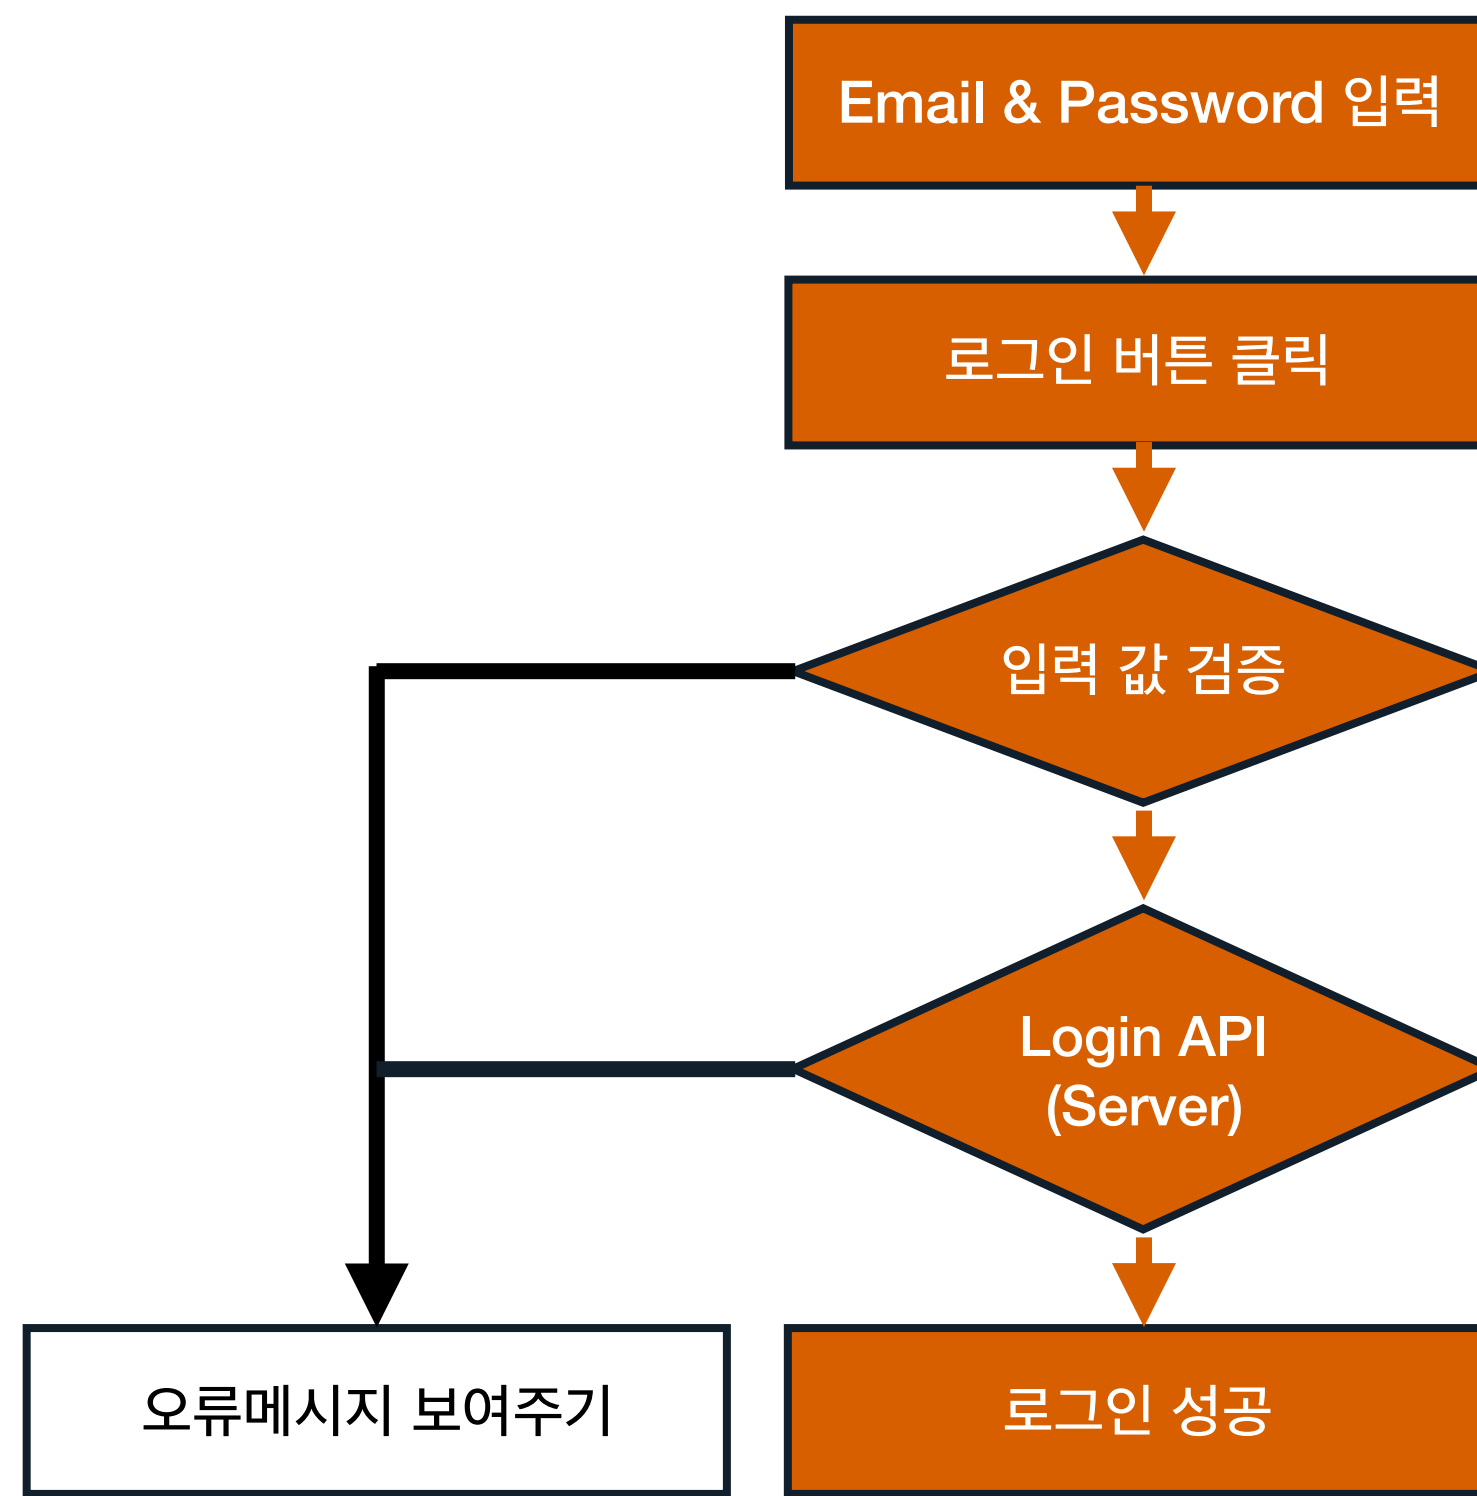 Email & Password 입력
로그인 버튼 클릭
입력 값 검증
Login API
(Server)
오류메시지 보여주기
로그인 성공